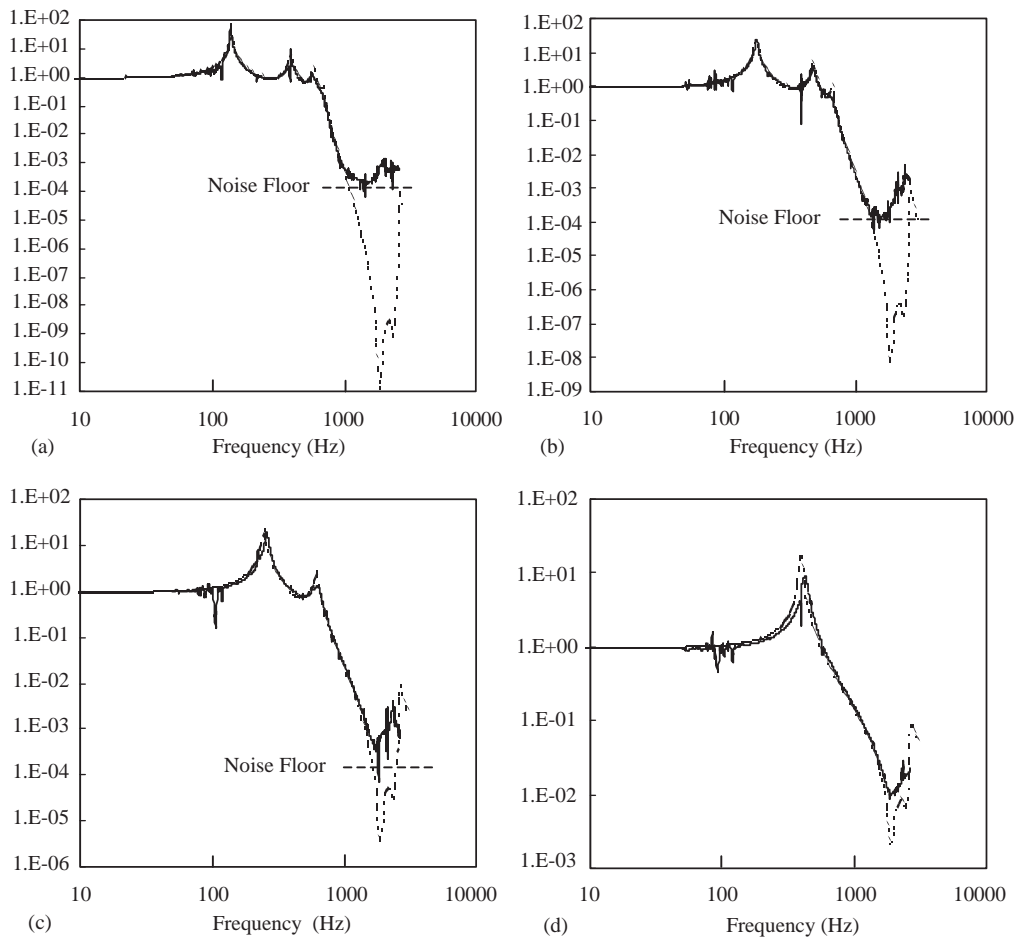 1.E+02
1.E+01
1.E+00
1.E-01
1.E-02
1.E-03
1.E-04
1.E-05
1.E-06
1.E-07
1.E-08
1.E-09
1.E-10
1.E-11
Noise Floor
10 100 1000 10000
(a) Frequency (Hz)
1.E+02
1.E+01
1.E+00
1.E-01
1.E-02
1.E-03
1.E-04
1.E-05
1.E-06
1.E-07
1.E-08
1.E-09
Noise Floor
10 100 1000 10000
(b) Frequency (Hz)
1.E+02
1.E+01
1.E+00
1.E-01
1.E-02
1.E-03
1.E-04
1.E-05
1.E-06
Noise Floor
10 100 1000 10000
(c) Frequency (Hz)
1.E+02
1.E+01
1.E+00
1.E-01
1.E-02
1.E-03
10 100 1000 10000
(d) Frequency (Hz)